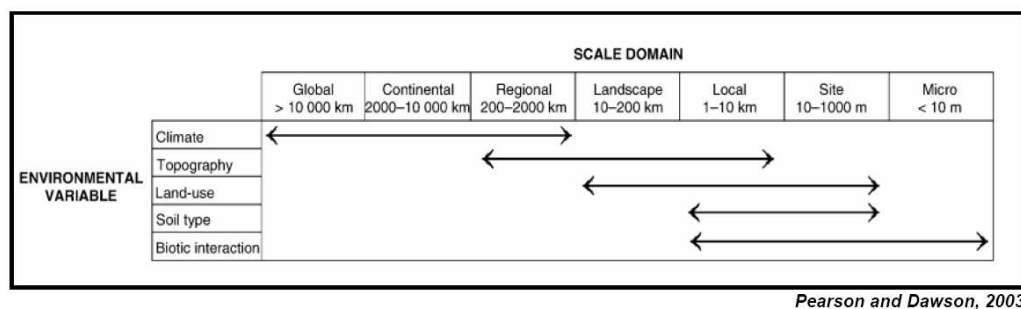 SCALE DOMAIN
Global Continental Regional Landscape Local Site Micro
> 10 000 km 2000–10 000 km 200–2000 km 10–200 km 1–10 km 10–1000 m < 10 m
Climate
Topography
ENVIRONMENTAL
VARIABLE
Land-use
Soil type
Biotic interaction
Pearson and Dawson, 2003